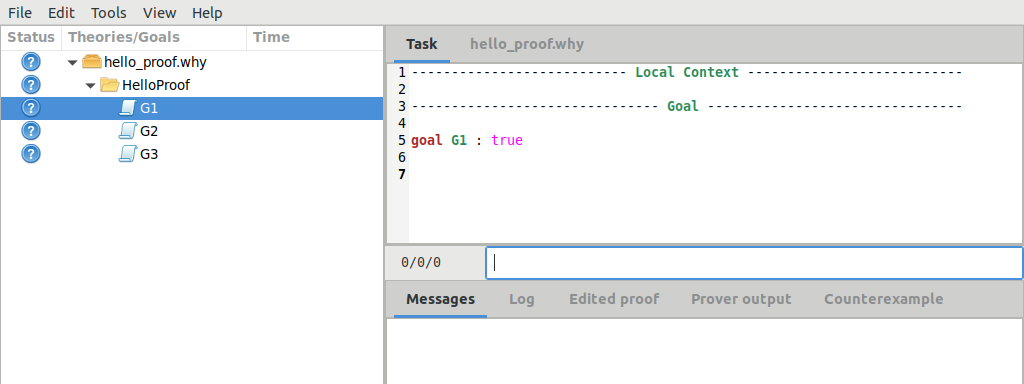 File Edit Tools View Help
Status Theories/Goals Time
hello_proof.why
HelloProof
G1
G2
G3
Task hello_proof.why
1 --------------------------- Local Context ---------------------------
2
3 ------------------------------- Goal --------------------------------
4
5 goal G1 : true
6
7
0/0/0
Messages Log Edited proof Prover output Counterexample